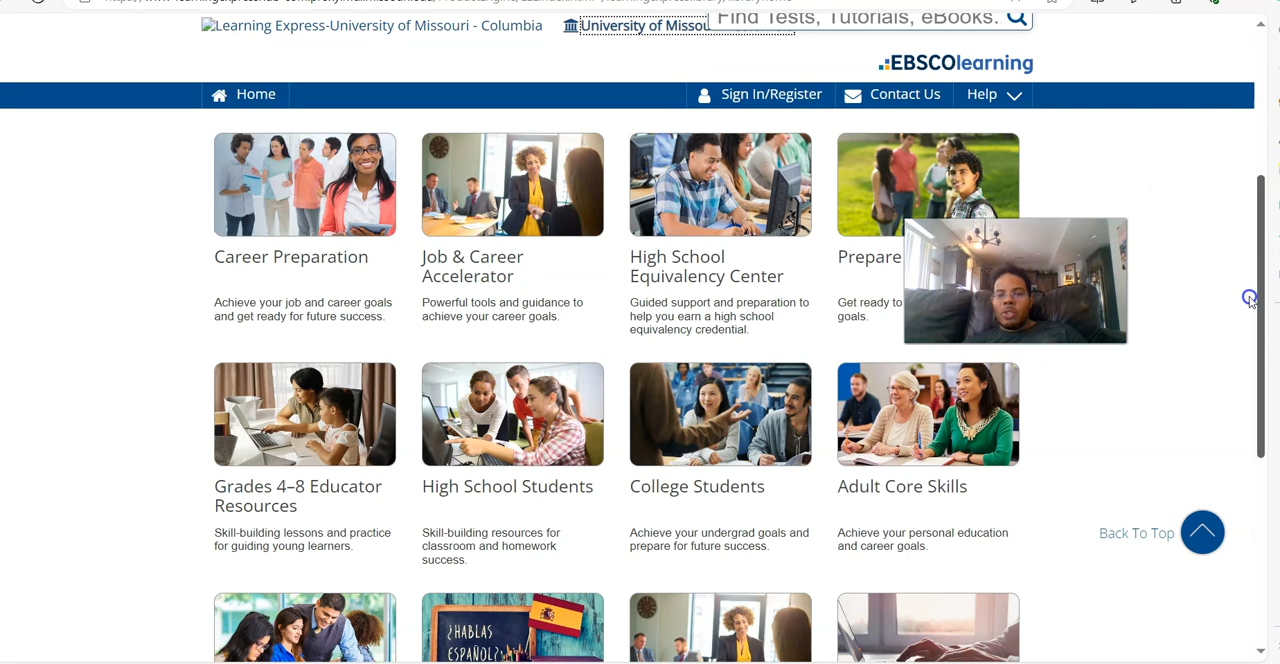 Learning Express-University of Missouri - Columbia
University of Missou
Find Tests, Tutorials, eBooks.
EBSCOlearning
Home
Sign In/Register
Contact Us
Help
Career Preparation
Achieve your job and career goals
and get ready for future success.
Job & Career
Accelerator
Powerful tools and guidance to
achieve your career goals.
High School
Equivalency Center
Guided support and preparation to
help you earn a high school
equivalency credential.
Prepare
Get ready to
goals.
Grades 4–8 Educator
Resources
Skill-building lessons and practice
for guiding young learners.
High School Students
Skill-building resources for
classroom and homework
success.
College Students
Achieve your undergrad goals and
prepare for future success.
Adult Core Skills
Achieve your personal education
and career goals.
Back To Top
¿HABLAS
ESPAÑOL?